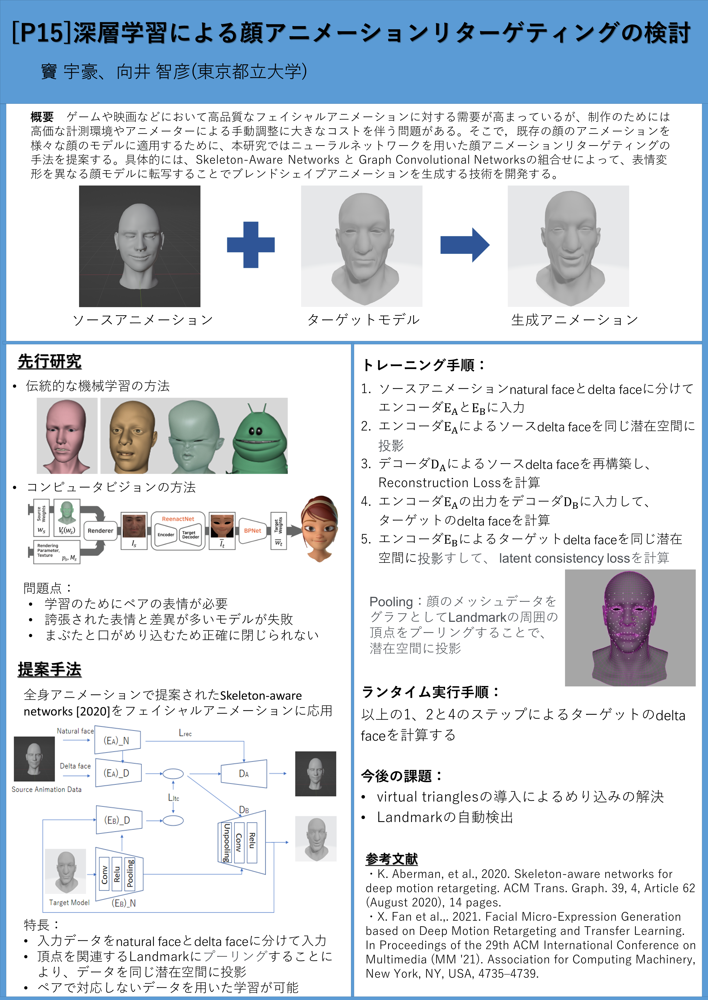 [P15]深層学習による顔アニメーションリターゲティングの検討
竇 宇豪、向井 智彦(東京都立大学)
概要　ゲームや映画などにおいて高品質なフェイシャルアニメーションに対する需要が高まっているが、制作のためには
高価な計測環境やアニメーターによる手動調整に大きなコストを伴う問題がある。そこで，既存の顔のアニメーションを
様々な顔のモデルに適用するために、本研究ではニューラルネットワークを用いた顔アニメーションリターゲティングの
手法を提案する。具体的には、Skeleton-Aware Networks と Graph Convolutional Networksの組合せによって、表情変
形を異なる顔モデルに転写することでブレンドシェイプアニメーションを生成する技術を開発する。
ソースアニメーション
ターゲットモデル
生成アニメーション
先行研究
• 伝統的な機械学習の方法
• コンピュータビジョンの方法
Source Weights
w_s
V_s(w_s)
Rendering
Parameter,
Texture
p_s, M_s
Renderer
I_s
ReenactNet
Encoder
Target
Decoder
Ī_t
BPNet
Target Weights
w̄_t
問題点：
• 学習のためにペアの表情が必要
• 誇張された表情と差異が多いモデルが失敗
• まぶたと口がめり込むため正確に閉じられない
提案手法
全身アニメーションで提案されたSkeleton-aware
networks [2020]をフェイシャルアニメーションに応用
Natural face
(EA)_N
Lrec
Delta face
(EA)_D
DA
Source Animation Data
Lltc
(EB)_D
DB
Unpooling
Conv
Relu
Conv
Relu
Pooling
Target Model
(EB)_N
特長：
• 入力データをnatural faceとdelta faceに分けて入力
• 頂点を関連するLandmarkにプーリングすることに
より、データを同じ潜在空間に投影
• ペアで対応しないデータを用いた学習が可能
トレーニング手順：
1. ソースアニメーションnatural faceとdelta faceに分けて
エンコーダEAとEBに入力
2. エンコーダEAによるソースdelta faceを同じ潜在空間に
投影
3. デコーダDAによるソースdelta faceを再構築し、
Reconstruction Lossを計算
4. エンコーダEAの出力をデコーダDBに入力して、
ターゲットのdelta faceを計算
5. エンコーダEBによるターゲットdelta faceを同じ潜在
空間に投影すして、 latent consistency lossを計算
Pooling：顔のメッシュデータを
グラフとしてLandmarkの周囲の
頂点をプーリングすることで、
潜在空間に投影
ランタイム実行手順：
以上の1、2と4のステップによるターゲットのdelta
faceを計算する
今後の課題：
• virtual trianglesの導入によるめり込みの解決
• Landmarkの自動検出
参考文献
・K. Aberman, et al., 2020. Skeleton-aware networks for
deep motion retargeting. ACM Trans. Graph. 39, 4, Article 62
(August 2020), 14 pages.
・X. Fan et al.,. 2021. Facial Micro-Expression Generation
based on Deep Motion Retargeting and Transfer Learning.
In Proceedings of the 29th ACM International Conference on
Multimedia (MM '21). Association for Computing Machinery,
New York, NY, USA, 4735–4739.